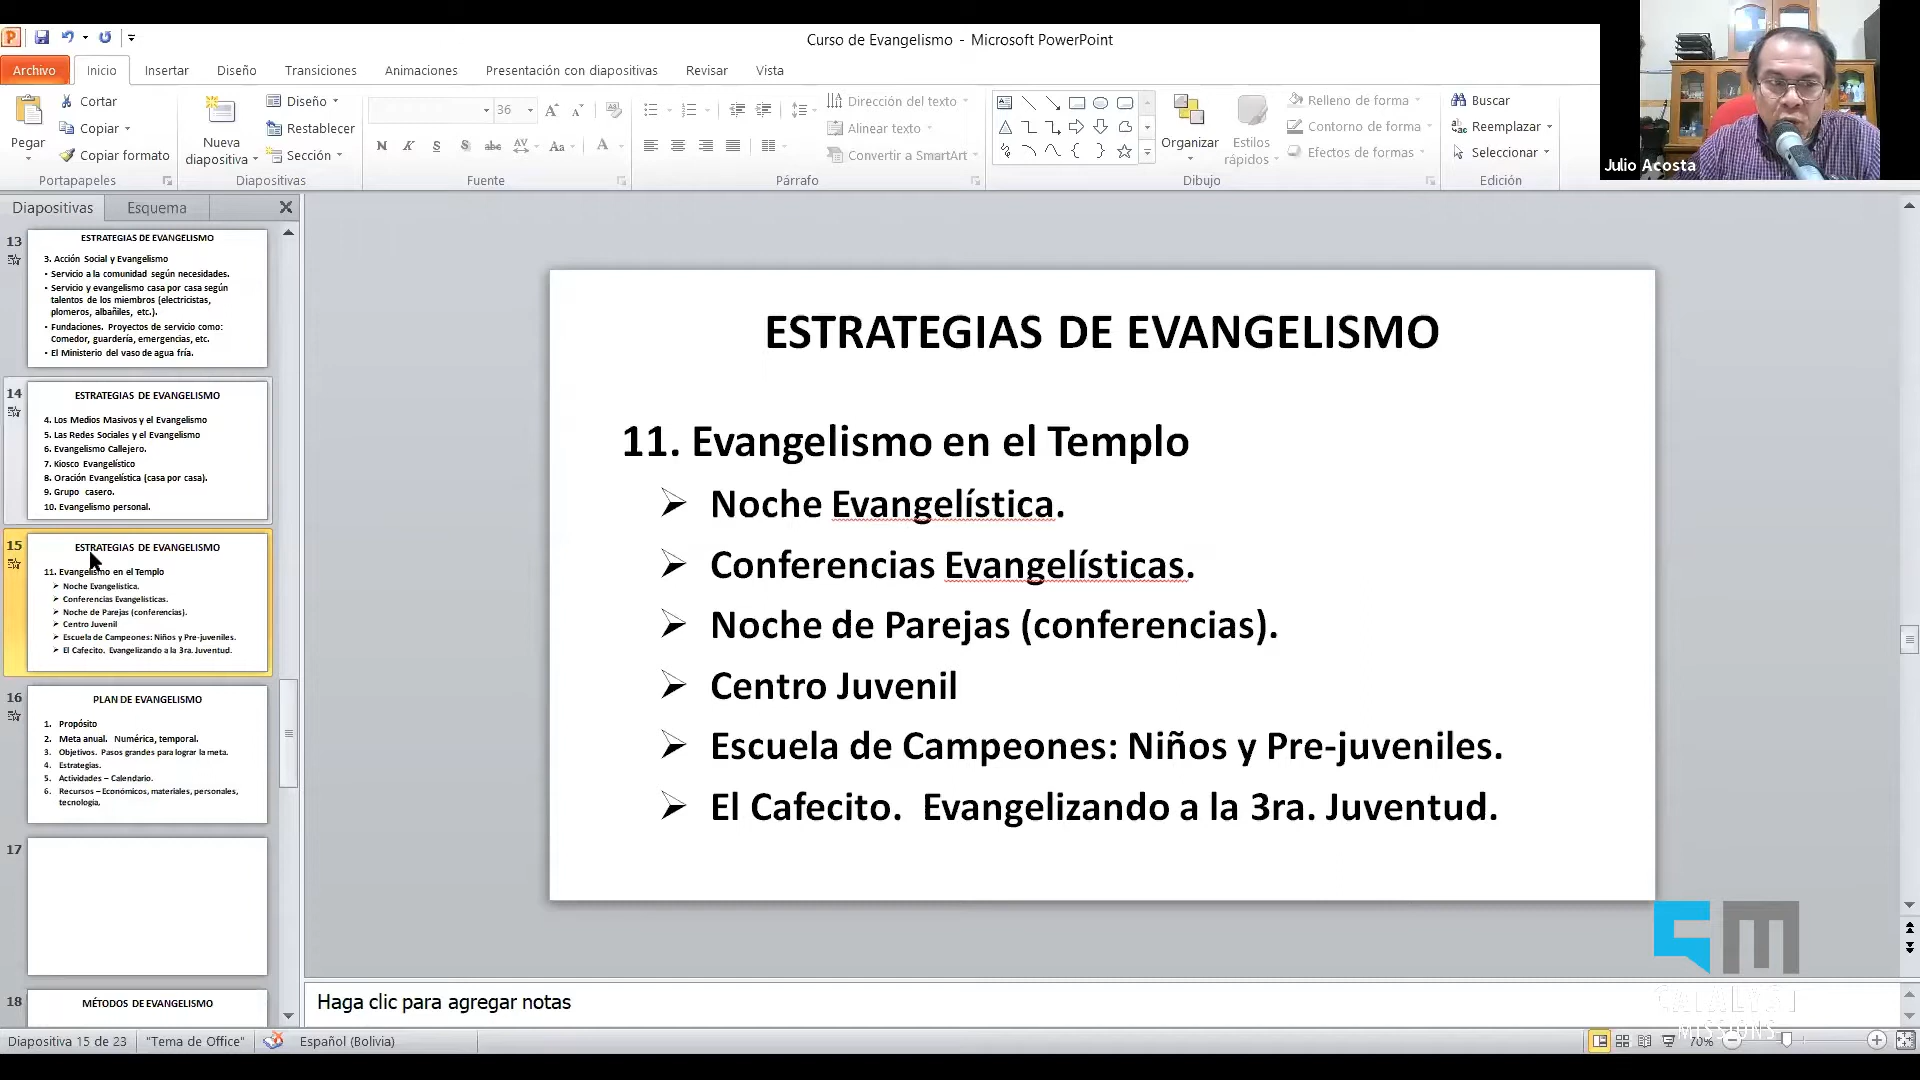 Curso de Evangelismo - Microsoft PowerPoint
Archivo
Inicio
Insertar
Diseño
Transiciones
Animaciones
Presentación con diapositivas
Revisar
Vista
Pegar
Cortar
Copiar
Copiar formato
Portapapeles
Nueva
diapositiva
Diseño
Restablecer
Sección
Diapositivas
36
N K S S abc AV Aa A
Fuente
Dirección del texto
Alinear texto
Convertir a SmartArt
Párrafo
Organizar
Estilos
rápidos
Relleno de forma
Contorno de forma
Efectos de formas
Dibujo
Buscar
Reemplazar
Seleccionar
Edición
Julio Acosta
Diapositivas
Esquema
13
ESTRATEGIAS DE EVANGELISMO
3. Acción Social y Evangelismo
• Servicio a la comunidad según necesidades.
• Servicio y evangelismo casa por casa según
talentos de los miembros (electricistas,
plomeros, albañiles, etc.).
• Fundaciones. Proyectos de servicio como:
Comedor, guardería, emergencias, etc.
• El Ministerio del vaso de agua fría.
14
ESTRATEGIAS DE EVANGELISMO
4. Los Medios Masivos y el Evangelismo
5. Las Redes Sociales y el Evangelismo
6. Evangelismo Callejero.
7. Kiosco Evangelístico
8. Oración Evangelística (casa por casa).
9. Grupo casero.
10. Evangelismo personal.
15
ESTRATEGIAS DE EVANGELISMO
11. Evangelismo en el Templo
➢ Noche Evangelística.
➢ Conferencias Evangelísticas.
➢ Noche de Parejas (conferencias).
➢ Centro Juvenil
➢ Escuela de Campeones: Niños y Pre-juveniles.
➢ El Cafecito. Evangelizando a la 3ra. Juventud.
16
PLAN DE EVANGELISMO
1. Propósito
2. Meta anual. Numérica, temporal.
3. Objetivos. Pasos grandes para lograr la meta.
4. Estrategias.
5. Actividades – Calendario.
6. Recursos – Económicos, materiales, personales,
tecnología,
17
18
MÉTODOS DE EVANGELISMO
ESTRATEGIAS DE EVANGELISMO
11. Evangelismo en el Templo
➢ Noche Evangelística.
➢ Conferencias Evangelísticas.
➢ Noche de Parejas (conferencias).
➢ Centro Juvenil
➢ Escuela de Campeones: Niños y Pre-juveniles.
➢ El Cafecito. Evangelizando a la 3ra. Juventud.
CATALYST
MISSIONS
Haga clic para agregar notas
Diapositiva 15 de 23
"Tema de Office"
Español (Bolivia)
70%